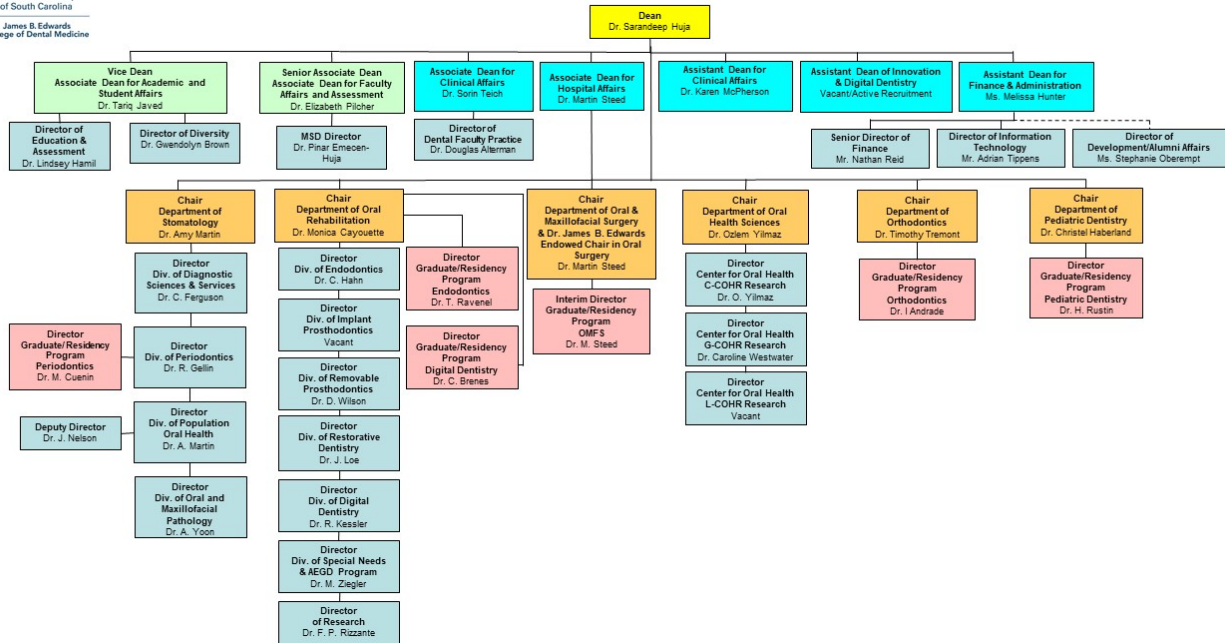 of South Carolina
James B. Edwards
College of Dental Medicine
Dean
Dr. Sarandeep Huja
Vice Dean
Associate Dean for Academic and
Student Affairs
Dr. Tariq Javed
Senior Associate Dean
Associate Dean for Faculty
Affairs and Assessment
Dr. Elizabeth Pilcher
Associate Dean for
Clinical Affairs
Dr. Sorin Teich
Associate Dean for
Hospital Affairs
Dr. Martin Steed
Assistant Dean for
Clinical Affairs
Dr. Karen McPherson
Assistant Dean of Innovation
& Digital Dentistry
Vacant/Active Recruitment
Assistant Dean for
Finance & Administration
Ms. Melissa Hunter
Director of
Education &
Assessment
Dr. Lindsey Hamil
Director of Diversity
Dr. Gwendolyn Brown
MSD Director
Dr. Pinar Emecen-
Huja
Director of
Dental Faculty Practice
Dr. Douglas Alterman
Senior Director of
Finance
Mr. Nathan Reid
Director of Information
Technology
Mr. Adrian Tippens
Director of
Development/Alumni Affairs
Ms. Stephanie Oberempt
Chair
Department of
Stomatology
Dr. Amy Martin
Chair
Department of Oral
Rehabilitation
Dr. Monica Cayouette
Chair
Department of Oral &
Maxillofacial Surgery
& Dr. James B. Edwards
Endowed Chair in Oral
Surgery
Dr. Martin Steed
Chair
Department of Oral
Health Sciences
Dr. Ozlem Yilmaz
Chair
Department of
Orthodontics
Dr. Timothy Tremont
Chair
Department of
Pediatric Dentistry
Dr. Christel Haberland
Director
Div. of Diagnostic
Sciences & Services
Dr. C. Ferguson
Director
Graduate/Residency
Program
Periodontics
Dr. M. Cuenin
Director
Div. of Periodontics
Dr. R. Gellin
Deputy Director
Dr. J. Nelson
Director
Div. of Population
Oral Health
Dr. A. Martin
Director
Div. of Oral and
Maxillofacial
Pathology
Dr. A. Yoon
Director
Div. of Endodontics
Dr. C. Hahn
Director
Div. of Implant
Prosthodontics
Vacant
Director
Div. of Removable
Prosthodontics
Dr. D. Wilson
Director
Div. of Restorative
Dentistry
Dr. J. Loe
Director
Div. of Digital
Dentistry
Dr. R. Kessler
Director
Div. of Special Needs
& AEGD Program
Dr. M. Ziegler
Director
of Research
Dr. F. P. Rizzante
Director
Graduate/Residency
Program
Endodontics
Dr. T. Ravenel
Director
Graduate/Residency
Program
Digital Dentistry
Dr. C. Brenes
Interim Director
Graduate/Residency
Program
OMFS
Dr. M. Steed
Director
Center for Oral Health
C-COHR Research
Dr. O. Yilmaz
Director
Center for Oral Health
G-COHR Research
Dr. Caroline Westwater
Director
Center for Oral Health
L-COHR Research
Vacant
Director
Graduate/Residency
Program
Orthodontics
Dr. I Andrade
Director
Graduate/Residency
Program
Pediatric Dentistry
Dr. H. Rustin